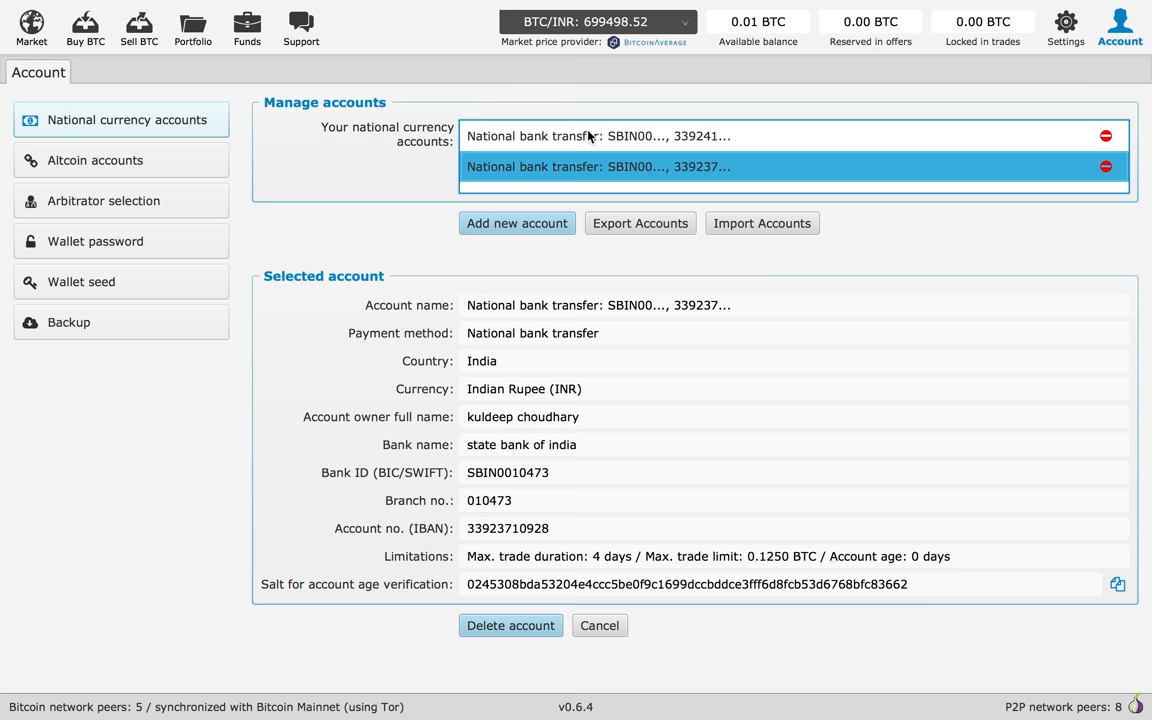 Market
Buy BTC
Sell BTC
Portfolio
Funds
Support
BTC/INR: 699498.52
Market price provider: BITCOINAVERAGE
0.01 BTC
Available balance
0.00 BTC
Reserved in offers
0.00 BTC
Locked in trades
Settings
Account
Account
National currency accounts
Altcoin accounts
Arbitrator selection
Wallet password
Wallet seed
Backup
Manage accounts
Your national currency accounts:
National bank transfer: SBIN00..., 339241...
National bank transfer: SBIN00..., 339237...
Add new account
Export Accounts
Import Accounts
Selected account
Account name: National bank transfer: SBIN00..., 339237...
Payment method: National bank transfer
Country: India
Currency: Indian Rupee (INR)
Account owner full name: kuldeep choudhary
Bank name: state bank of india
Bank ID (BIC/SWIFT): SBIN0010473
Branch no.: 010473
Account no. (IBAN): 33923710928
Limitations: Max. trade duration: 4 days / Max. trade limit: 0.1250 BTC / Account age: 0 days
Salt for account age verification: 0245308bda53204e4ccc5be0f9c1699dccbddce3fff6d8fcb53d6768bfc83662
Delete account
Cancel
Bitcoin network peers: 5 / synchronized with Bitcoin Mainnet (using Tor)
v0.6.4
P2P network peers: 8